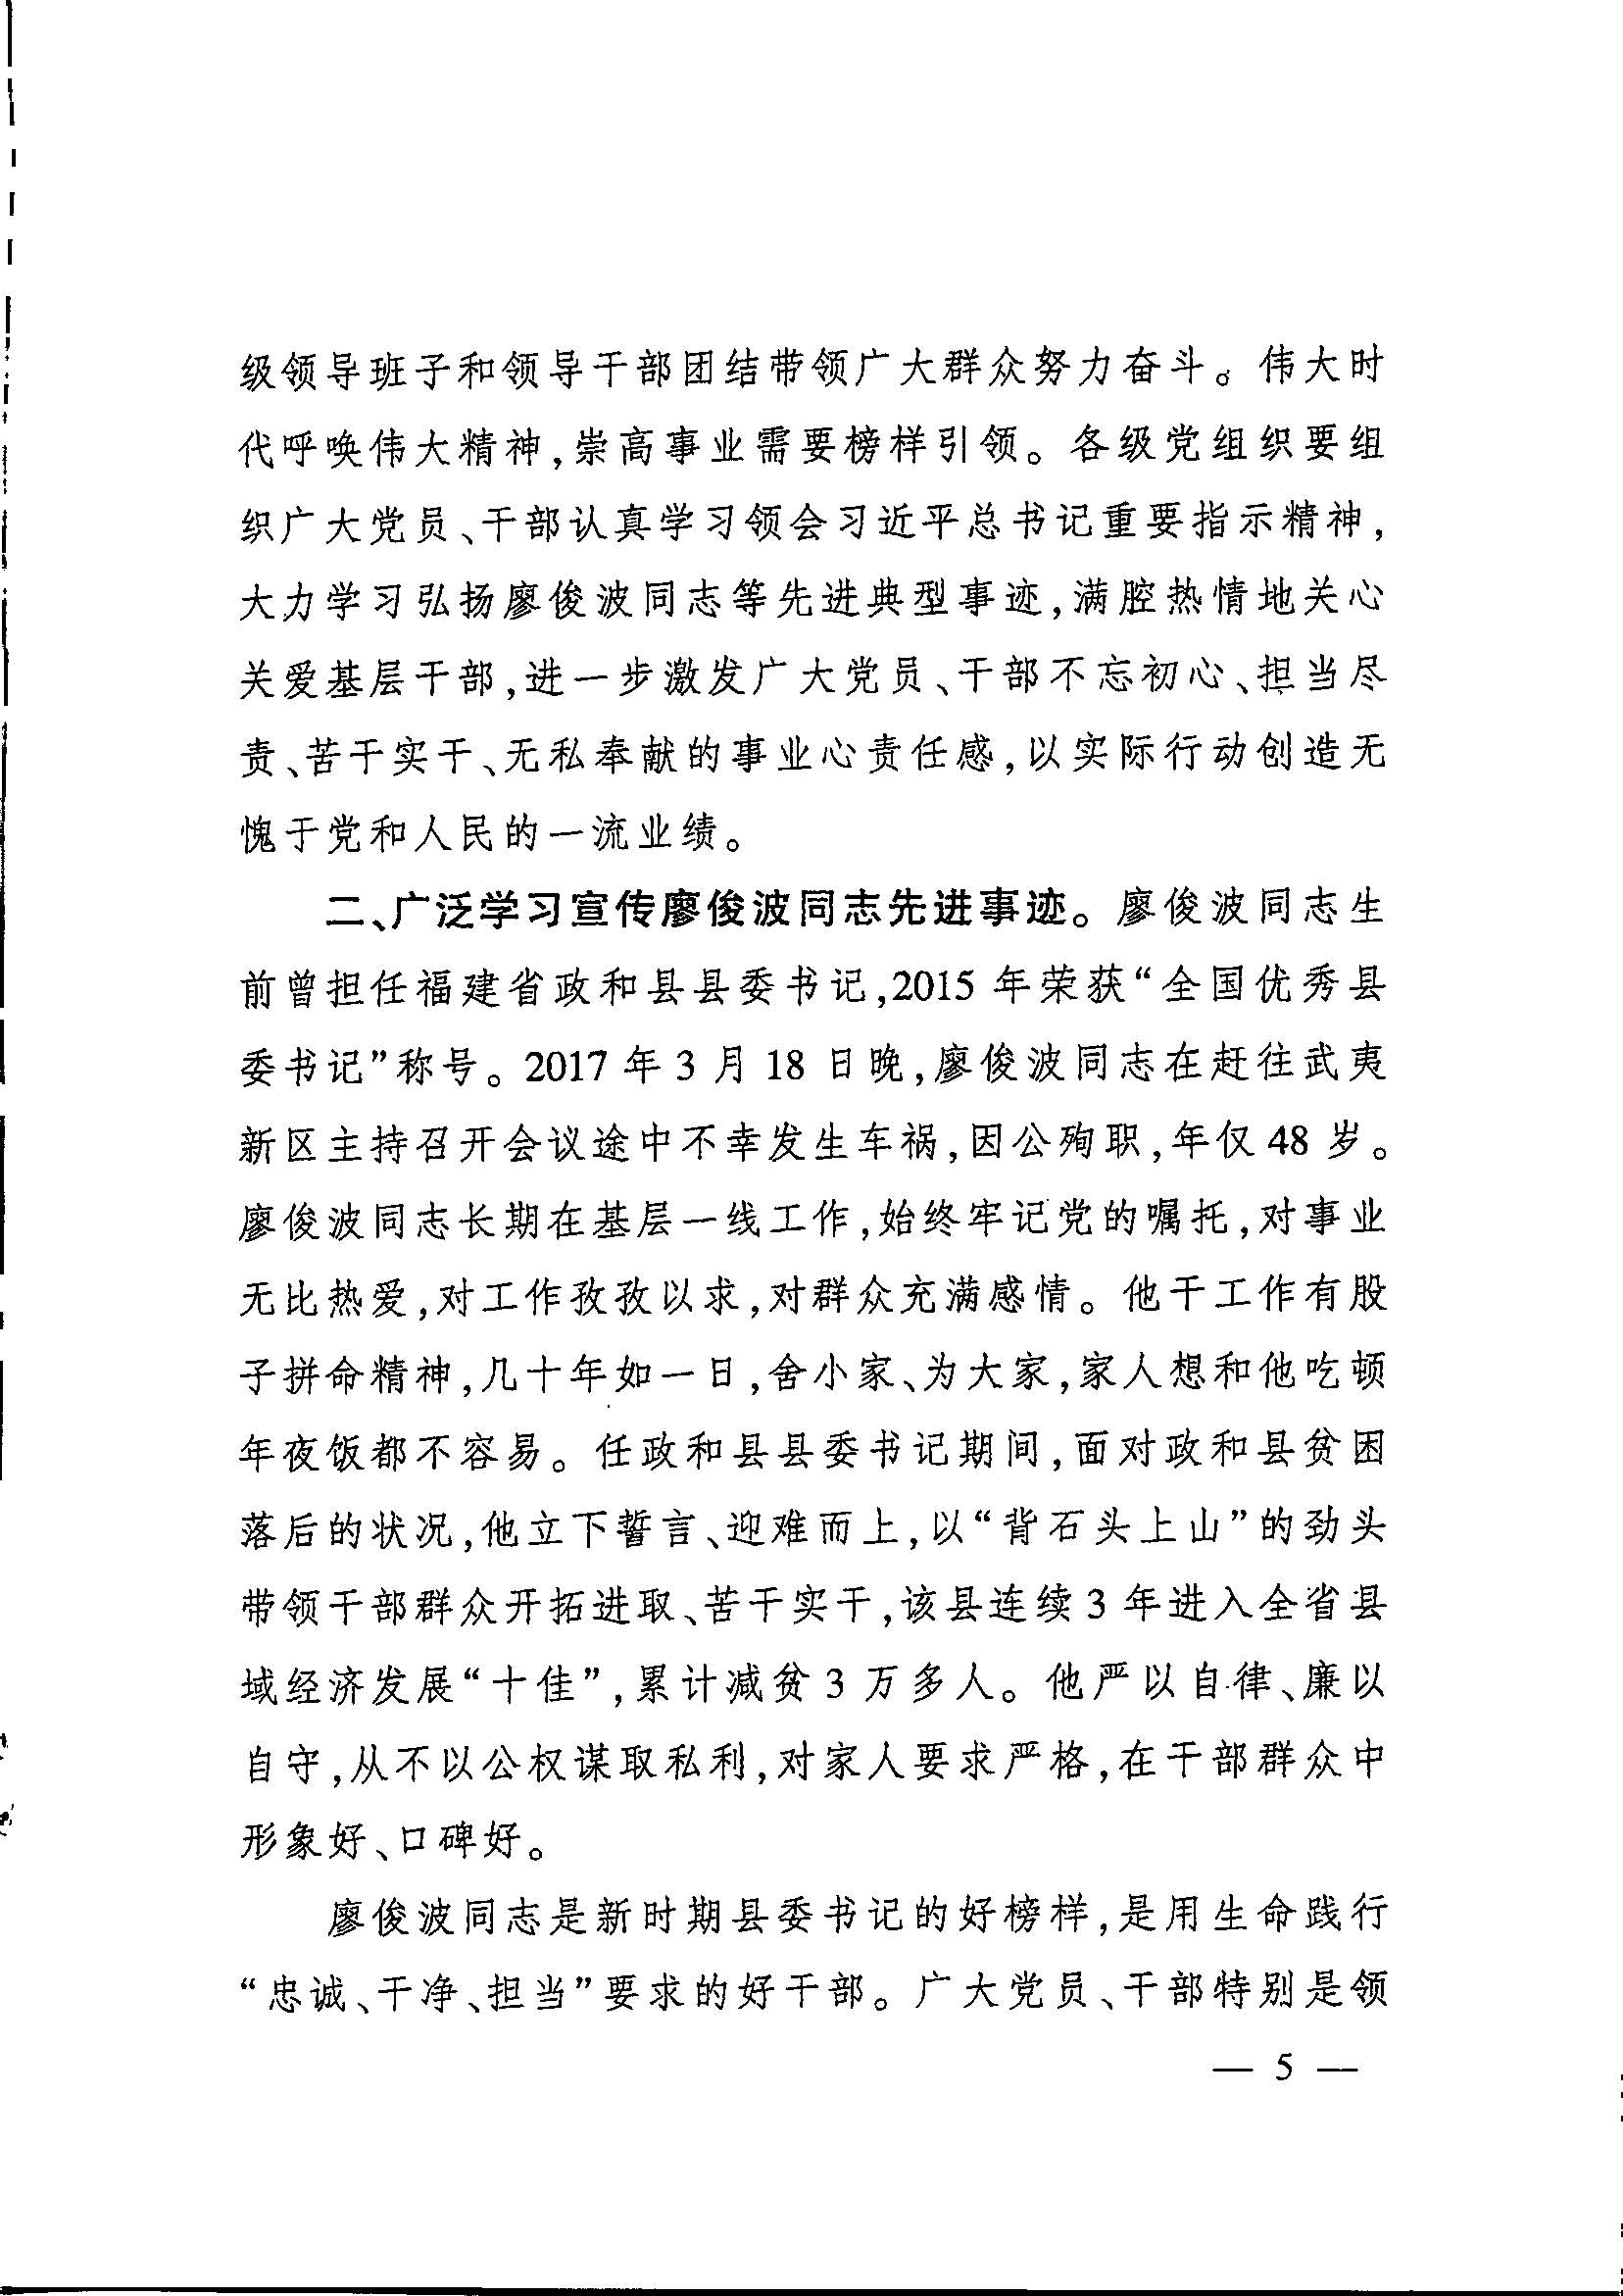 级领导班子和领导干部团结带领广大群众努力奋斗。伟大时
代呼唤伟大精神,崇高事业需要榜样引领。各级党组织要组
织广大党员、干部认真学习领会习近平总书记重要指示精神,
大力学习弘扬廖俊波同志等先进典型事迹,满腔热情地关心
关爱基层干部,进一步激发广大党员、干部不忘初心、担当尽
责、苦干实干、无私奉献的事业心责任感,以实际行动创造无
愧于党和人民的一流业绩。
二、广泛学习宣传廖俊波同志先进事迹。廖俊波同志生
前曾担任福建省政和县县委书记,2015 年荣获“全国优秀县
委书记”称号。2017 年 3 月 18 日晚,廖俊波同志在赶往武夷
新区主持召开会议途中不幸发生车祸,因公殉职,年仅 48 岁。
廖俊波同志长期在基层一线工作,始终牢记党的嘱托,对事业
无比热爱,对工作孜孜以求,对群众充满感情。他干工作有股
子拼命精神,几十年如一日,舍小家、为大家,家人想和他吃顿
年夜饭都不容易。任政和县县委书记期间,面对政和县贫困
落后的状况,他立下誓言、迎难而上,以“背石头上山”的劲头
带领干部群众开拓进取、苦干实干,该县连续 3 年进入全省县
域经济发展“十佳”,累计减贫 3 万多人。他严以自律、廉以
自守,从不以公权谋取私利,对家人要求严格,在干部群众中
形象好、口碑好。
廖俊波同志是新时期县委书记的好榜样,是用生命践行
“忠诚、干净、担当”要求的好干部。广大党员、干部特别是领
— 5 —